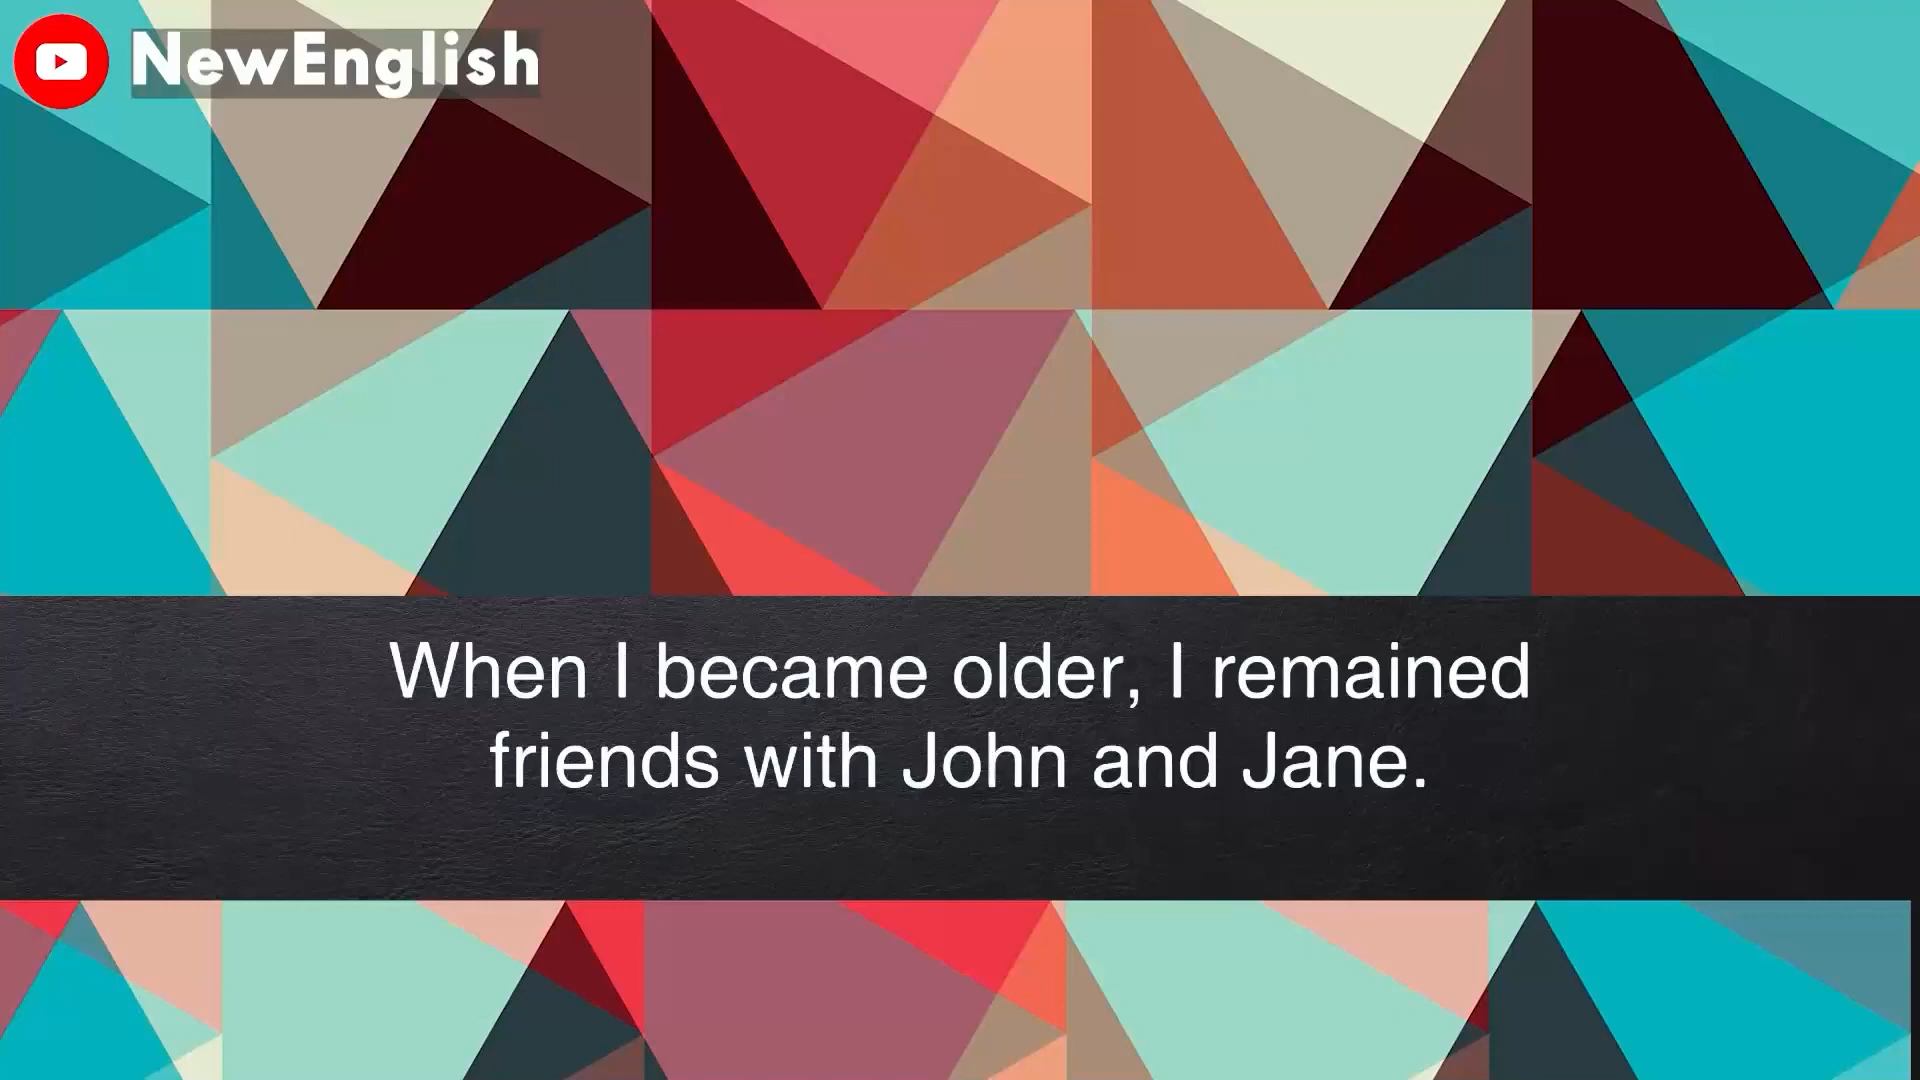 NewEnglish
When I became older, I remained
friends with John and Jane.